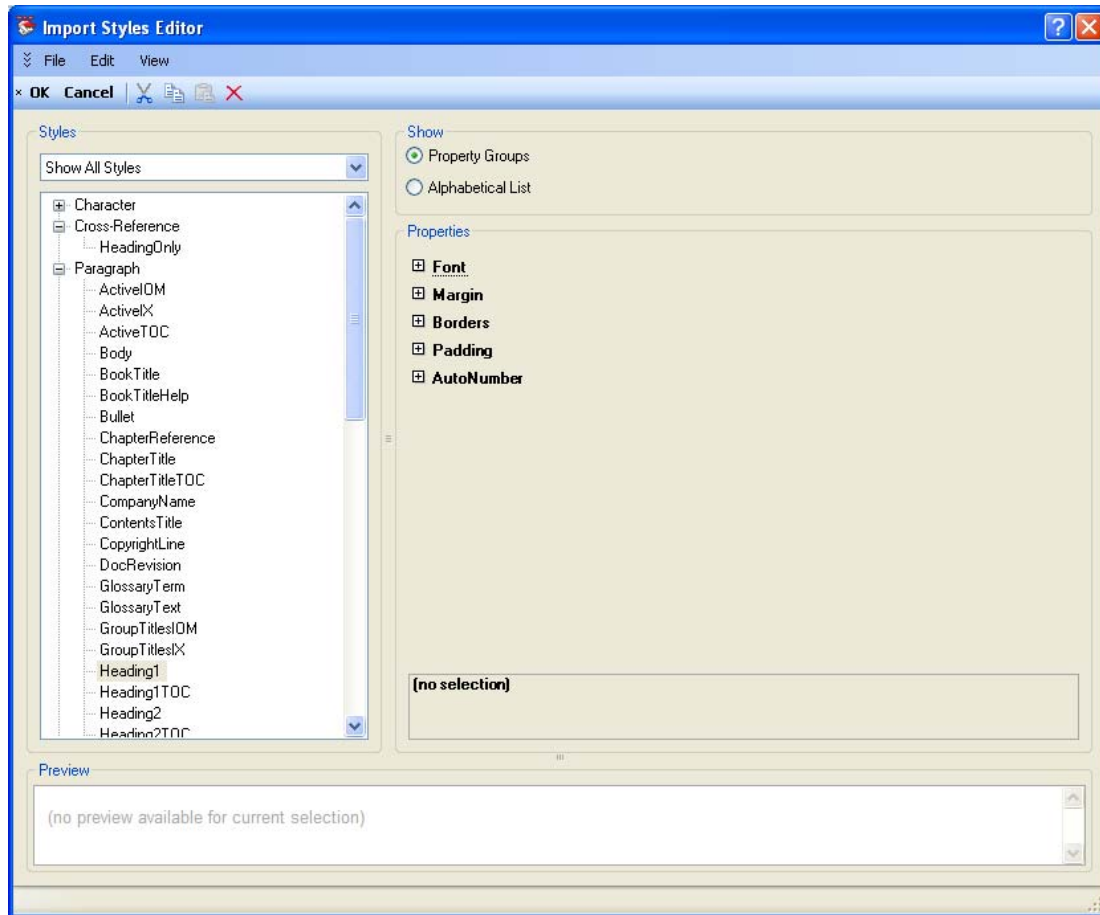 Import Styles Editor
File Edit View
OK Cancel
Styles
Show All Styles
Character
Cross-Reference
HeadingOnly
Paragraph
ActiveIOM
ActiveIX
ActiveTOC
Body
BookTitle
BookTitleHelp
Bullet
ChapterReference
ChapterTitle
ChapterTitleTOC
CompanyName
ContentsTitle
CopyrightLine
DocRevision
GlossaryTerm
GlossaryText
GroupTitlesIOM
GroupTitlesIX
Heading1
Heading1TOC
Heading2
Heading2TOC
Show
Property Groups
Alphabetical List
Properties
Font
Margin
Borders
Padding
AutoNumber
(no selection)
Preview
(no preview available for current selection)